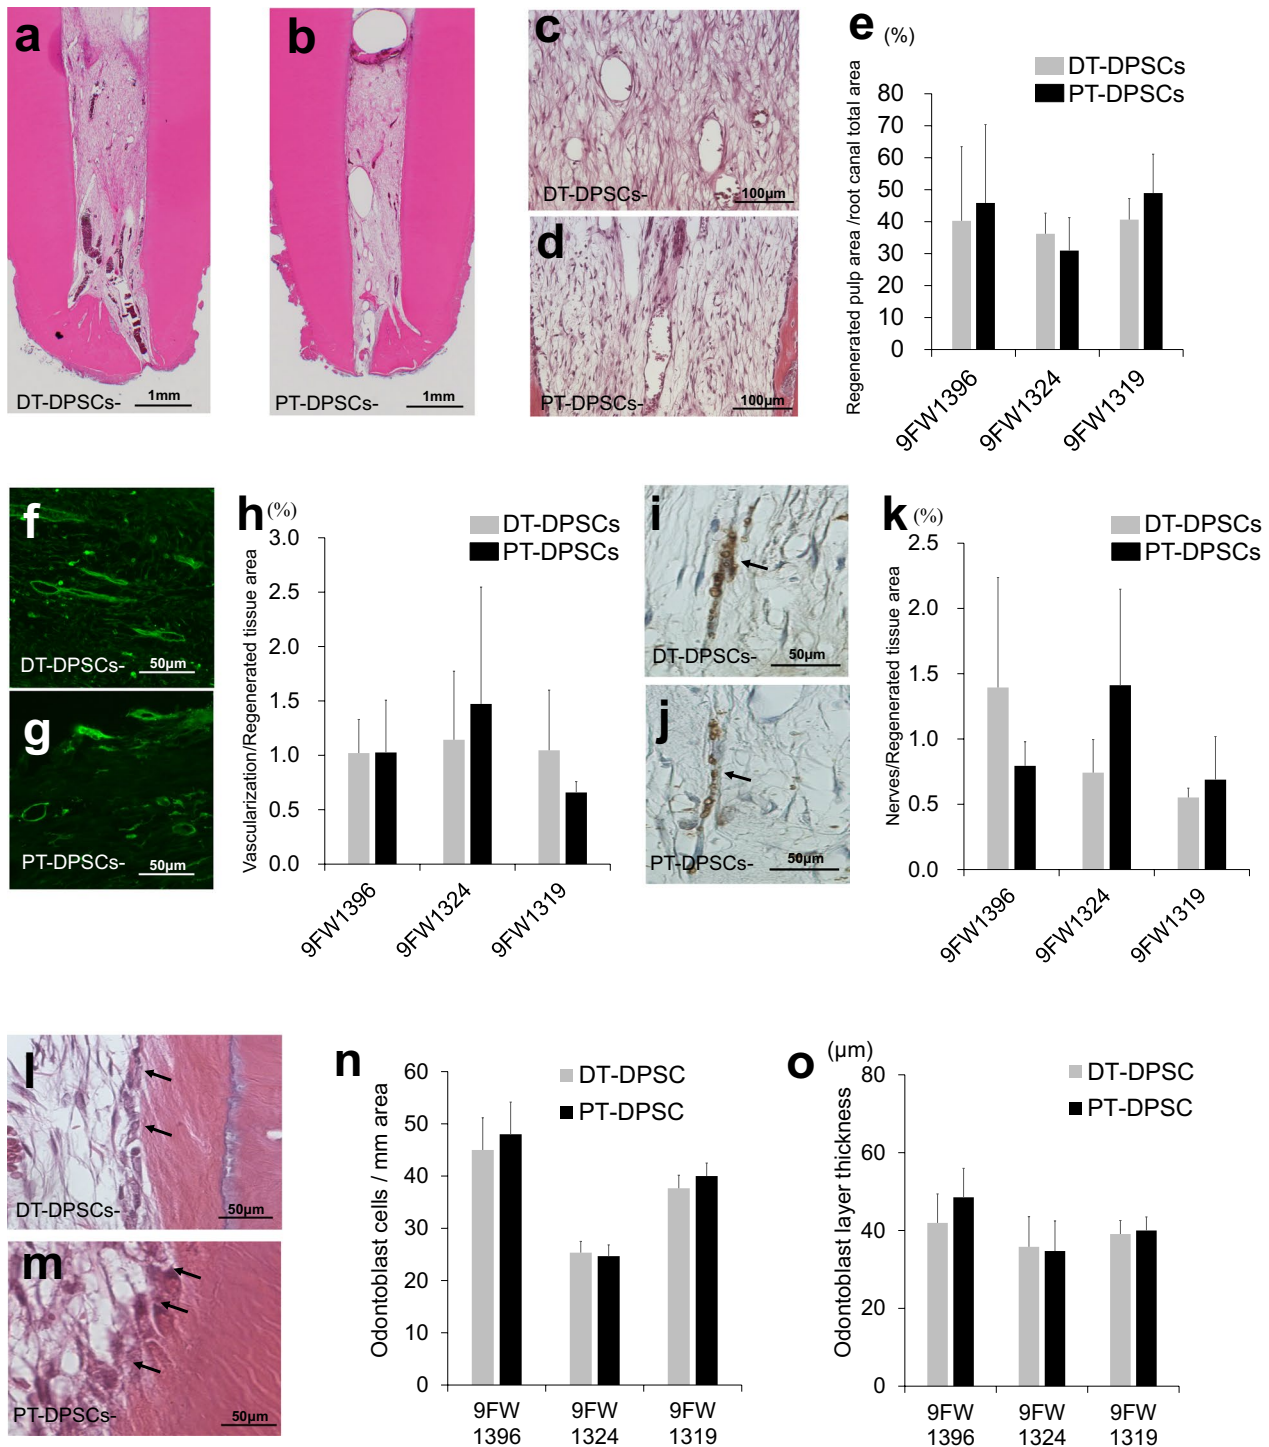 a
DT-DPSCs-
1mm
b
PT-DPSCs-
1mm
c
DT-DPSCs-
100µm
d
PT-DPSCs-
100µm
e (%)
DT-DPSCs
PT-DPSCs
Regenerated pulp area /root canal total area
80
70
60
50
40
30
20
10
0
9FW1396
9FW1324
9FW1319
f
DT-DPSCs-
50µm
g
PT-DPSCs-
50µm
h (%)
DT-DPSCs
PT-DPSCs
Vascularization/Regenerated tissue area
3.0
2.5
2.0
1.5
1.0
0.5
0.0
9FW1396
9FW1324
9FW1319
i
DT-DPSCs-
50µm
j
PT-DPSCs-
50µm
k (%)
DT-DPSCs
PT-DPSCs
Nerves/Regenerated tissue area
2.5
2.0
1.5
1.0
0.5
0.0
9FW1396
9FW1324
9FW1319
l
DT-DPSCs-
50µm
m
PT-DPSCs-
50µm
n
DT-DPSC
PT-DPSC
Odontoblast cells / mm area
60
50
40
30
20
10
0
9FW
1396
9FW
1324
9FW
1319
o (µm)
DT-DPSC
PT-DPSC
Odontoblast layer thickness
80
60
40
20
0
9FW
1396
9FW
1324
9FW
1319